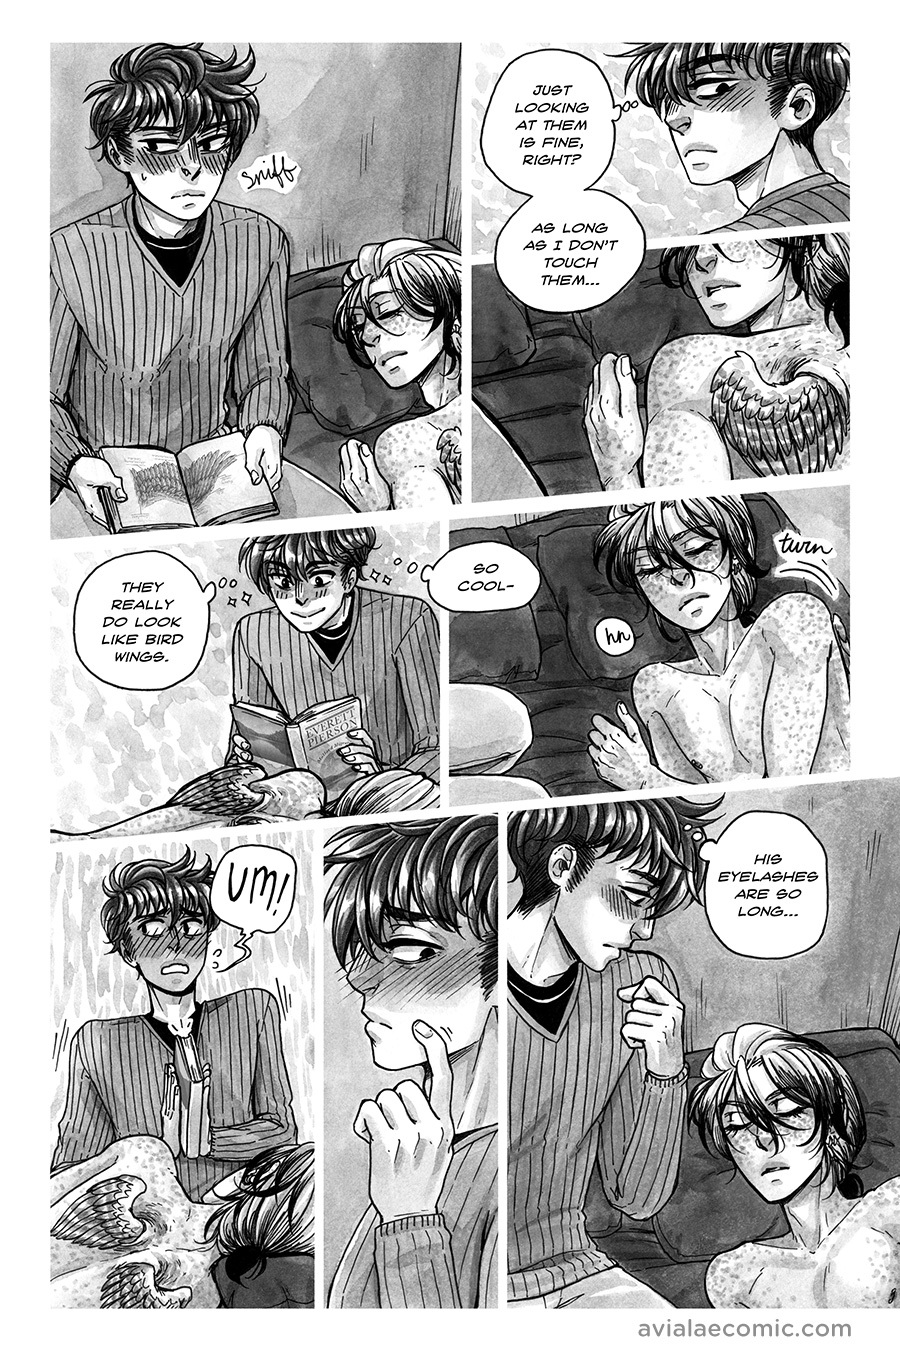 sniff
JUST
LOOKING
AT THEM
IS FINE,
RIGHT?
AS LONG
AS I DON'T
TOUCH
THEM...
THEY
REALLY
DO LOOK
LIKE BIRD
WINGS.
EVERETT
PIERSON
SO
COOL-
turn
hn
UM!
HIS
EYELASHES
ARE SO
LONG...
avialaecomic.com